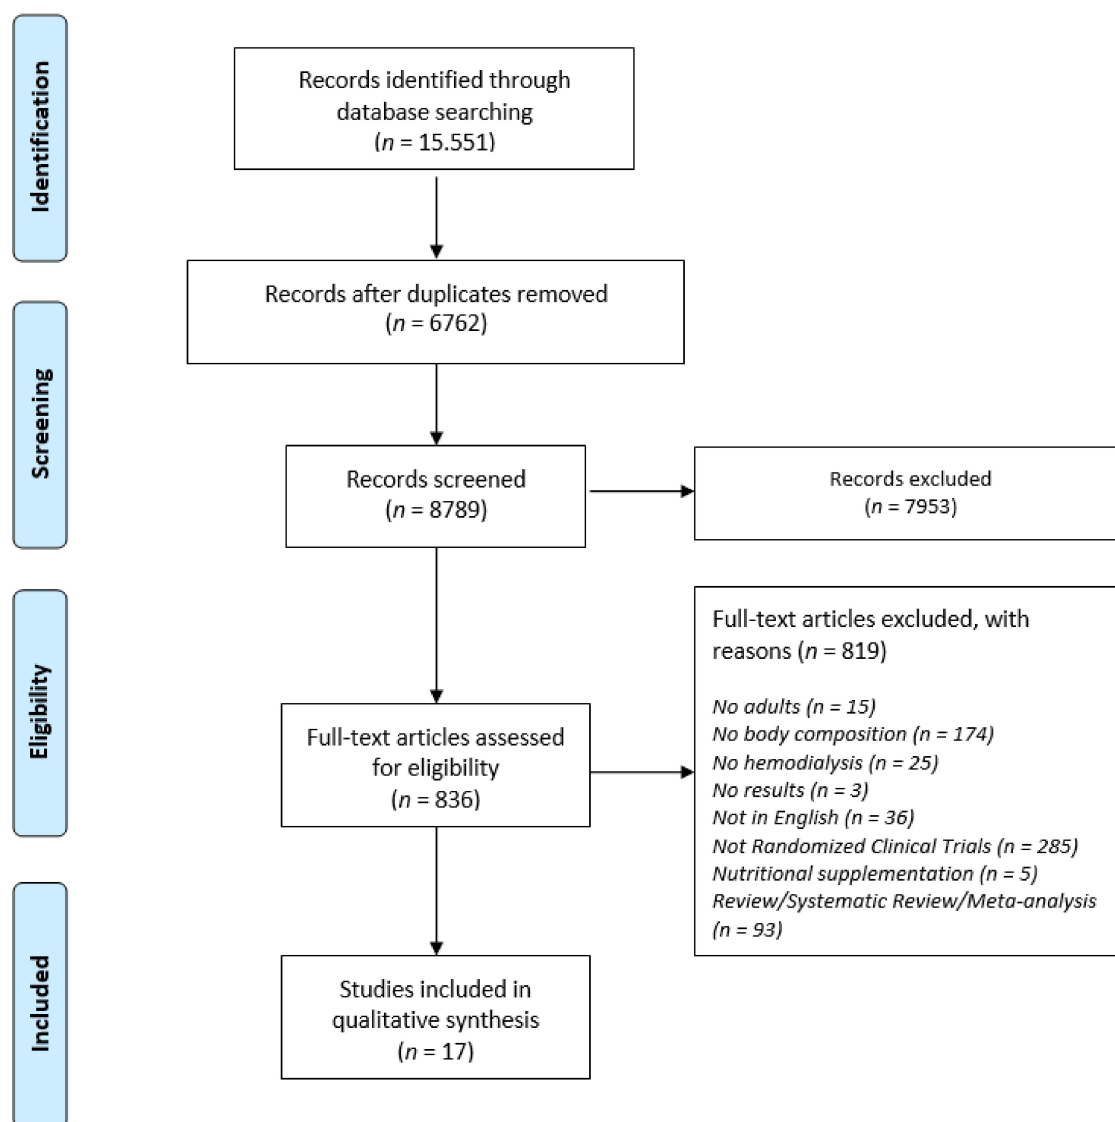 Identification
Records identified through
database searching
(n = 15.551)
Records after duplicates removed
(n = 6762)
Screening
Records screened
(n = 8789)
Records excluded
(n = 7953)
Eligibility
Full-text articles assessed
for eligibility
(n = 836)
Full-text articles excluded, with
reasons (n = 819)
No adults (n = 15)
No body composition (n = 174)
No hemodialysis (n = 25)
No results (n = 3)
Not in English (n = 36)
Not Randomized Clinical Trials (n = 285)
Nutritional supplementation (n = 5)
Review/Systematic Review/Meta-analysis
(n = 93)
Included
Studies included in
qualitative synthesis
(n = 17)